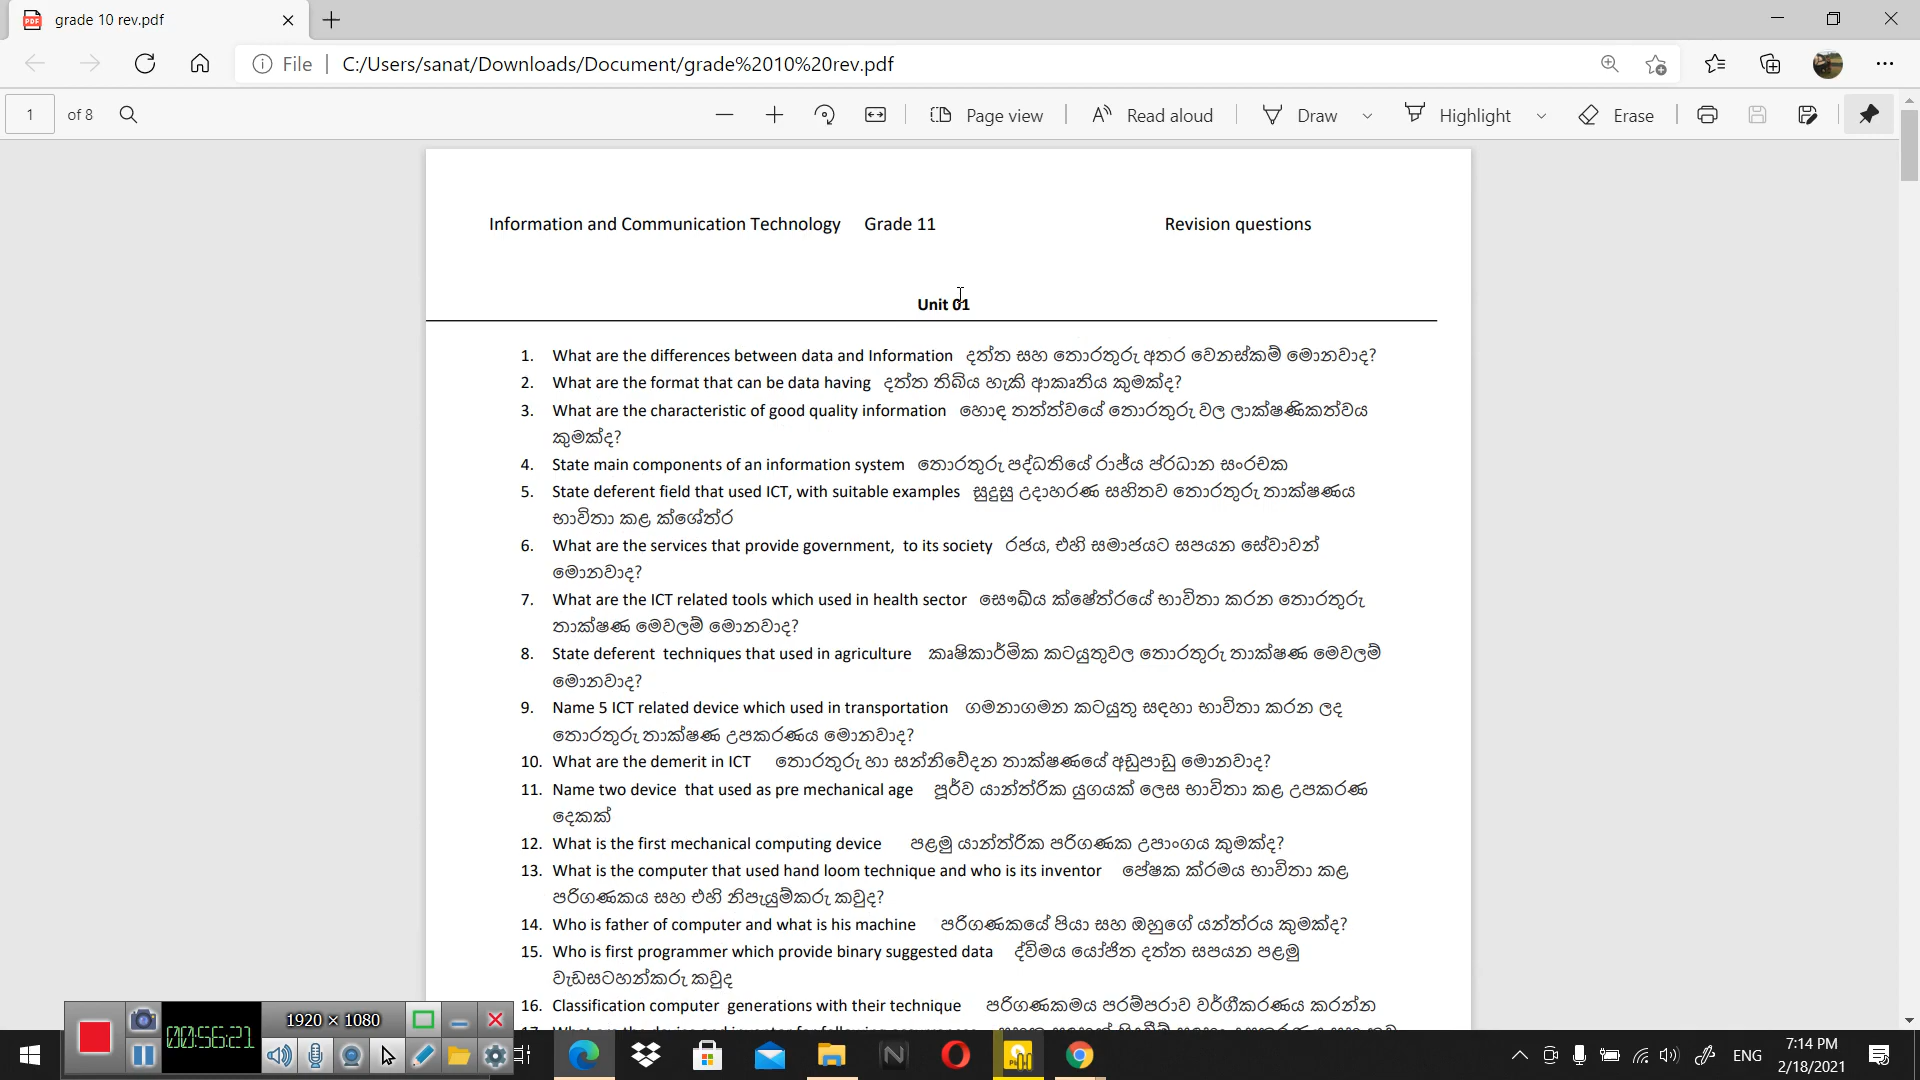 grade 10 rev.pdf
File C:/Users/sanat/Downloads/Document/grade%2010%20rev.pdf
1 of 8 Page view Read aloud Draw Highlight Erase
Information and Communication Technology Grade 11 Revision questions
Unit 01
1. What are the differences between data and Information දත්ත සහ තොරතුරු අතර වෙනස්කම් මොනවාද?
2. What are the format that can be data having දත්ත තිබිය හැකි ආකෘතිය කුමක්ද?
3. What are the characteristic of good quality information හොඳ තත්ත්වයේ තොරතුරු වල ලාක්ෂණිකත්වය
කුමක්ද?
4. State main components of an information system තොරතුරු පද්ධතියේ රාජ්ය ප්රධාන සංරචක
5. State deferent field that used ICT, with suitable examples සුදුසු උදාහරණ සහිතව තොරතුරු තාක්ෂණය
භාවිතා කළ ක්ශේත්ර
6. What are the services that provide government, to its society රජය, එහි සමාජයට සපයන සේවාවන්
මොනවාද?
7. What are the ICT related tools which used in health sector සෞඛ්ය ක්ෂේත්රයේ භාවිතා කරන තොරතුරු
තාක්ෂණ මෙවලම් මොනවාද?
8. State deferent techniques that used in agriculture කෘෂිකාර්මික කටයුතුවල තොරතුරු තාක්ෂණ මෙවලම්
මොනවාද?
9. Name 5 ICT related device which used in transportation ගමනාගමන කටයුතු සඳහා භාවිතා කරන ලද
තොරතුරු තාක්ෂණ උපකරණය මොනවාද?
10. What are the demerit in ICT තොරතුරු හා සන්නිවේදන තාක්ෂණයේ අඩුපාඩු මොනවාද?
11. Name two device that used as pre mechanical age පූර්ව යාන්ත්රික යුගයක් ලෙස භාවිතා කළ උපකරණ
දෙකක්
12. What is the first mechanical computing device පළමු යාන්ත්රික පරිගණක උපාංගය කුමක්ද?
13. What is the computer that used hand loom technique and who is its inventor පේෂක ක්රමය භාවිතා කළ
පරිගණකය සහ එහි නිපැයුම්කරු කවුද?
14. Who is father of computer and what is his machine පරිගණකයේ පියා සහ ඔහුගේ යන්ත්රය කුමක්ද?
15. Who is first programmer which provide binary suggested data ද්විමය යෝජිත දත්ත සපයන පළමු
වැඩසටහන්කරු කවුද
16. Classification computer generations with their technique පරිගණකමය පරම්පරාව වර්ගීකරණය කරන්න
00:56:21 1920 × 1080
ENG 7:14 PM
2/18/2021